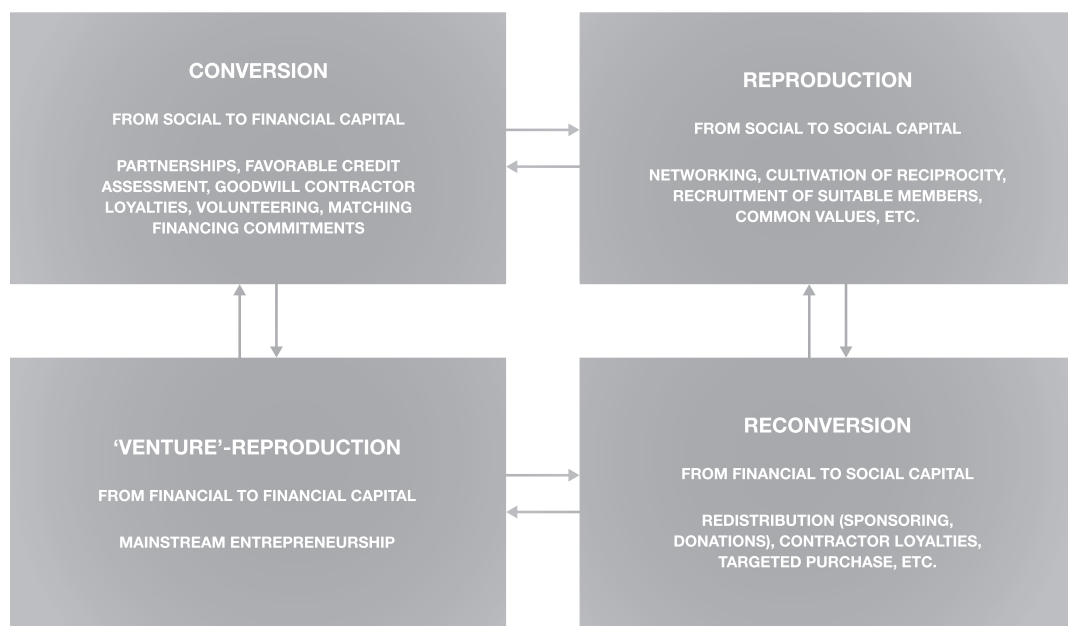 CONVERSION
FROM SOCIAL TO FINANCIAL CAPITAL
PARTNERSHIPS, FAVORABLE CREDIT
ASSESSMENT, GOODWILL CONTRACTOR
LOYALTIES, VOLUNTEERING, MATCHING
FINANCING COMMITMENTS
REPRODUCTION
FROM SOCIAL TO SOCIAL CAPITAL
NETWORKING, CULTIVATION OF RECIPROCITY,
RECRUITMENT OF SUITABLE MEMBERS,
COMMON VALUES, ETC.
‘VENTURE’-REPRODUCTION
FROM FINANCIAL TO FINANCIAL CAPITAL
MAINSTREAM ENTREPRENEURSHIP
RECONVERSION
FROM FINANCIAL TO SOCIAL CAPITAL
REDISTRIBUTION (SPONSORING,
DONATIONS), CONTRACTOR LOYALTIES,
TARGETED PURCHASE, ETC.